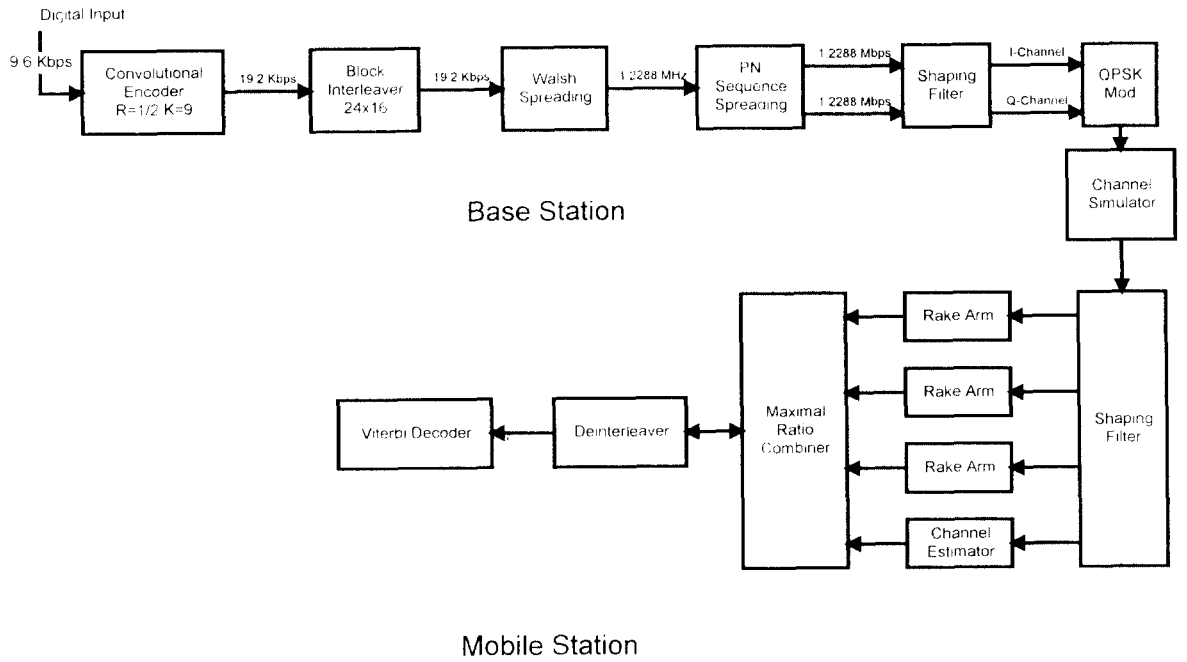 Digital Input
9 6 Kbps
Convolutional
Encoder
R=1/2 K=9
19.2 Kbps
Block
Interleaver
24x16
19.2 Kbps
Walsh
Spreading
1 2288 MHz
PN
Sequence
Spreading
1 2288 Mbps
1 2288 Mbps
Shaping
Filter
I-Channel
Q-Channel
QPSK
Mod
Channel
Simulator
Base Station
Rake Arm
Rake Arm
Rake Arm
Channel
Estimator
Shaping
Filter
Maximal
Ratio
Combiner
Deinterleaver
Viterbi Decoder
Mobile Station